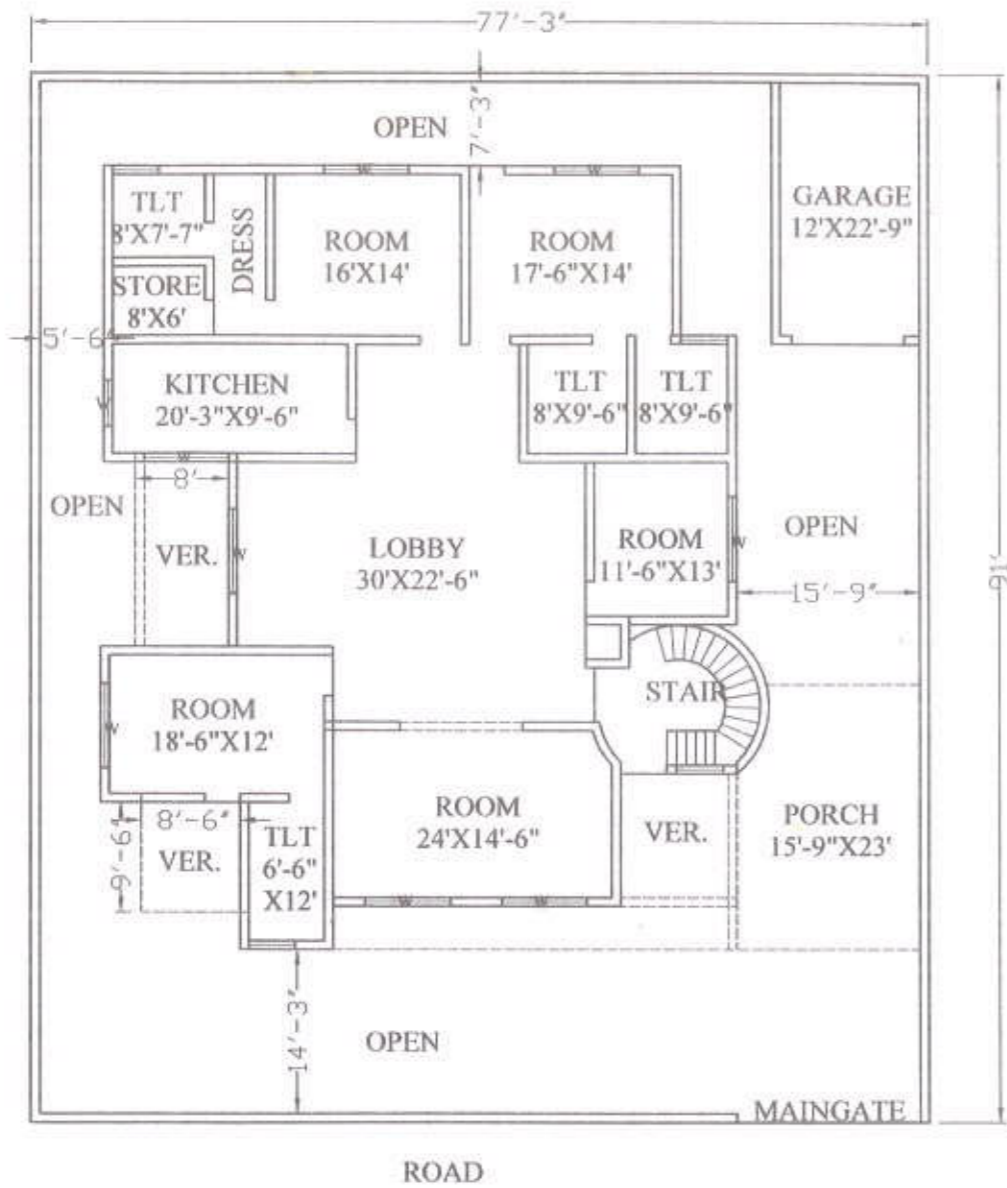 77'-3"
7'-3"
OPEN
TLT
8'X7'-7"
DRESS
ROOM
16'X14'
ROOM
17'-6"X14'
GARAGE
12'X22'-9"
STORE
8'X6'
5'-6"
KITCHEN
20'-3"X9'-6"
TLT
8'X9'-6"
TLT
8'X9'-6"
W
W
W
W
8'
OPEN
VER.
W
LOBBY
30'X22'-6"
ROOM
11'-6"X13'
W
OPEN
15'-9"
91'
ROOM
18'-6"X12'
W
STAIR
8'-6"
9'-6"
VER.
TLT
6'-6"
X12'
ROOM
24'X14'-6"
W
W
VER.
PORCH
15'-9"X23'
14'-3"
OPEN
MAINGATE
ROAD